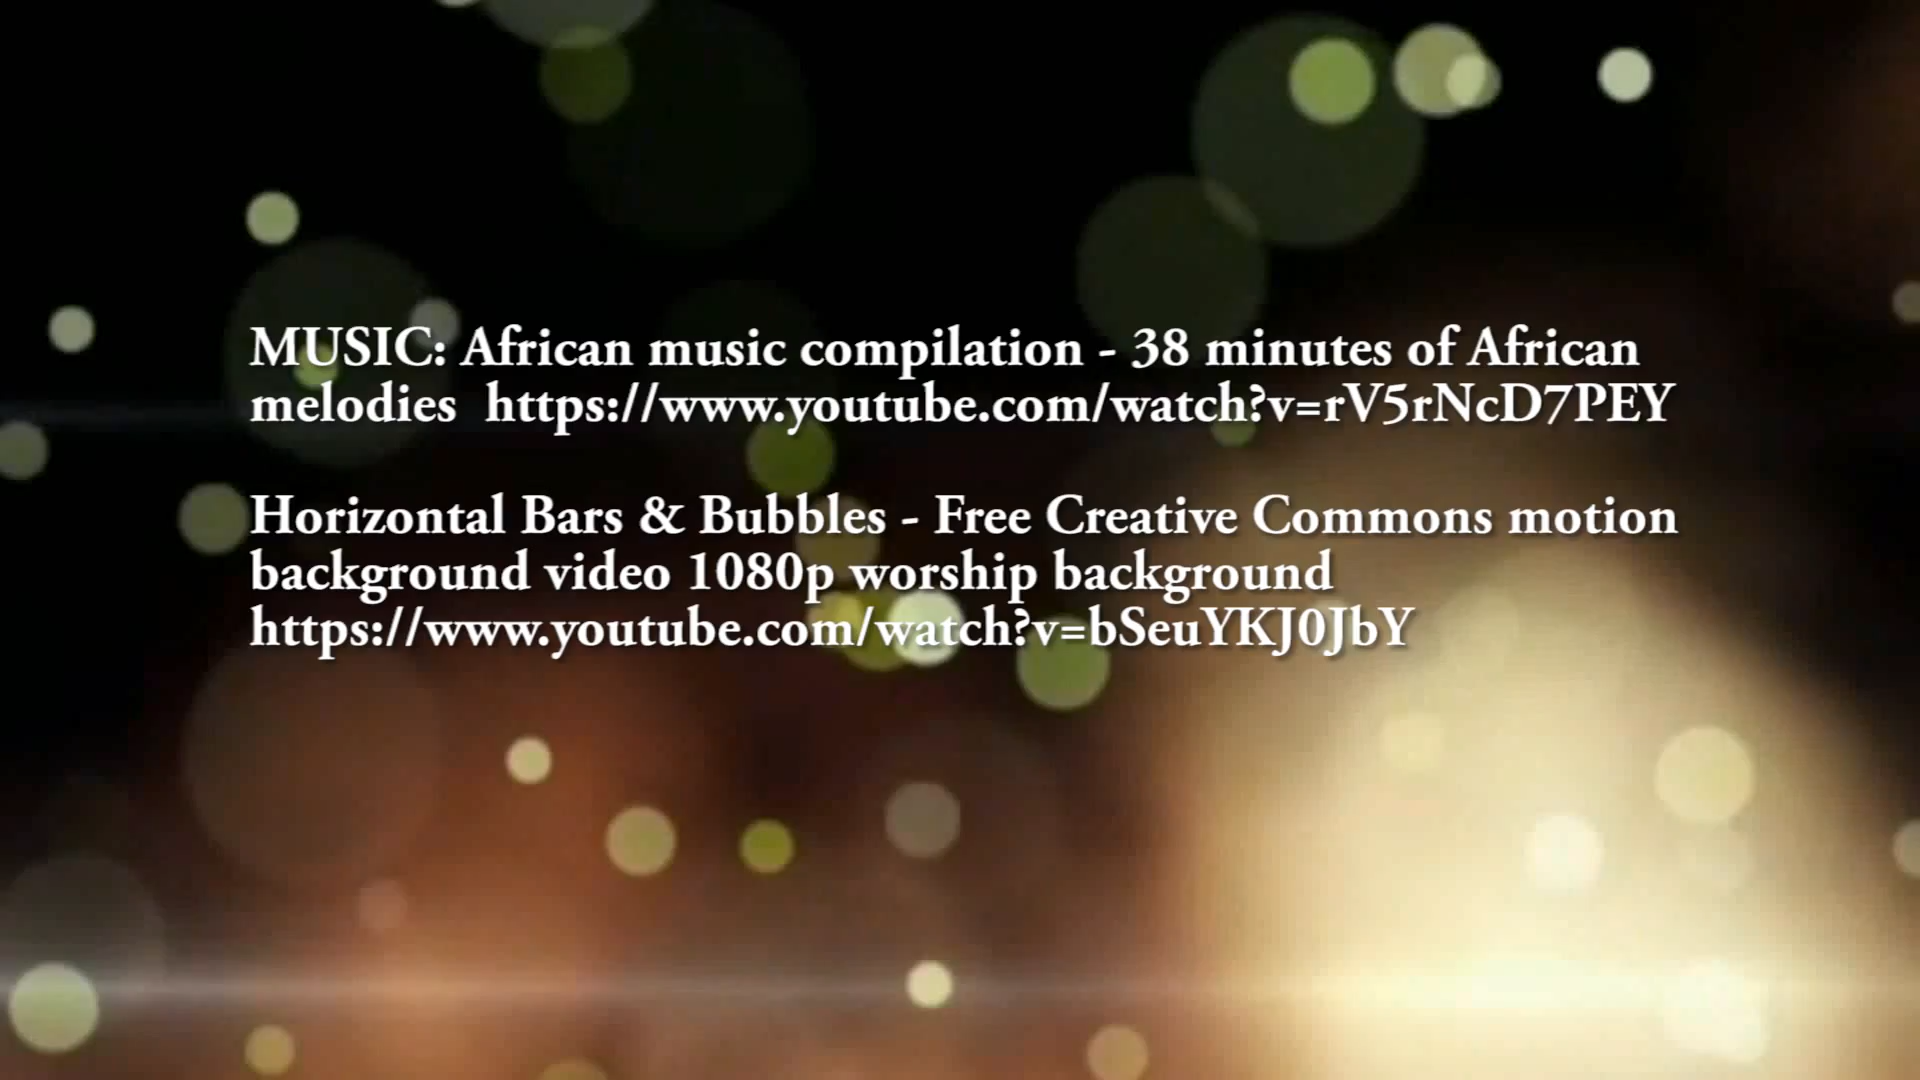 MUSIC: African music compilation - 38 minutes of African
melodies  https://www.youtube.com/watch?v=rV5rNcD7PEY
Horizontal Bars & Bubbles - Free Creative Commons motion
background video 1080p worship background
https://www.youtube.com/watch?v=bSeuYKJ0JbY